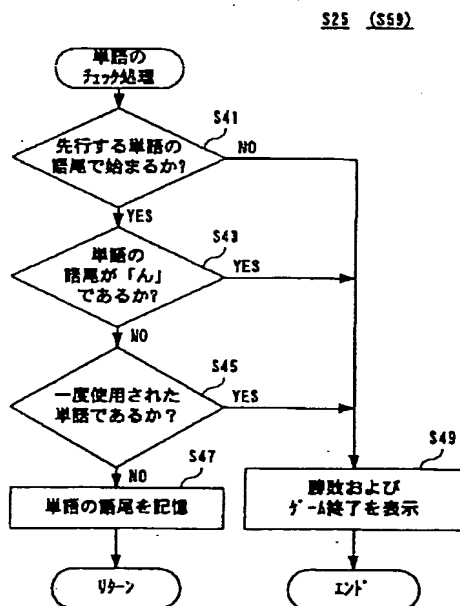 S25 (S59)
単語の
ﾁｪｯｸ処理
S41
先行する単語の
語尾で始まるか?
NO
YES
S43
単語の
語尾が「ん」
であるか?
YES
NO
S45
一度使用された
単語であるか?
YES
NO
S47
単語の語尾を記憶
S49
勝敗および
ｹﾞｰﾑ終了を表示
ﾘﾀｰﾝ
ｴﾝﾄﾞ